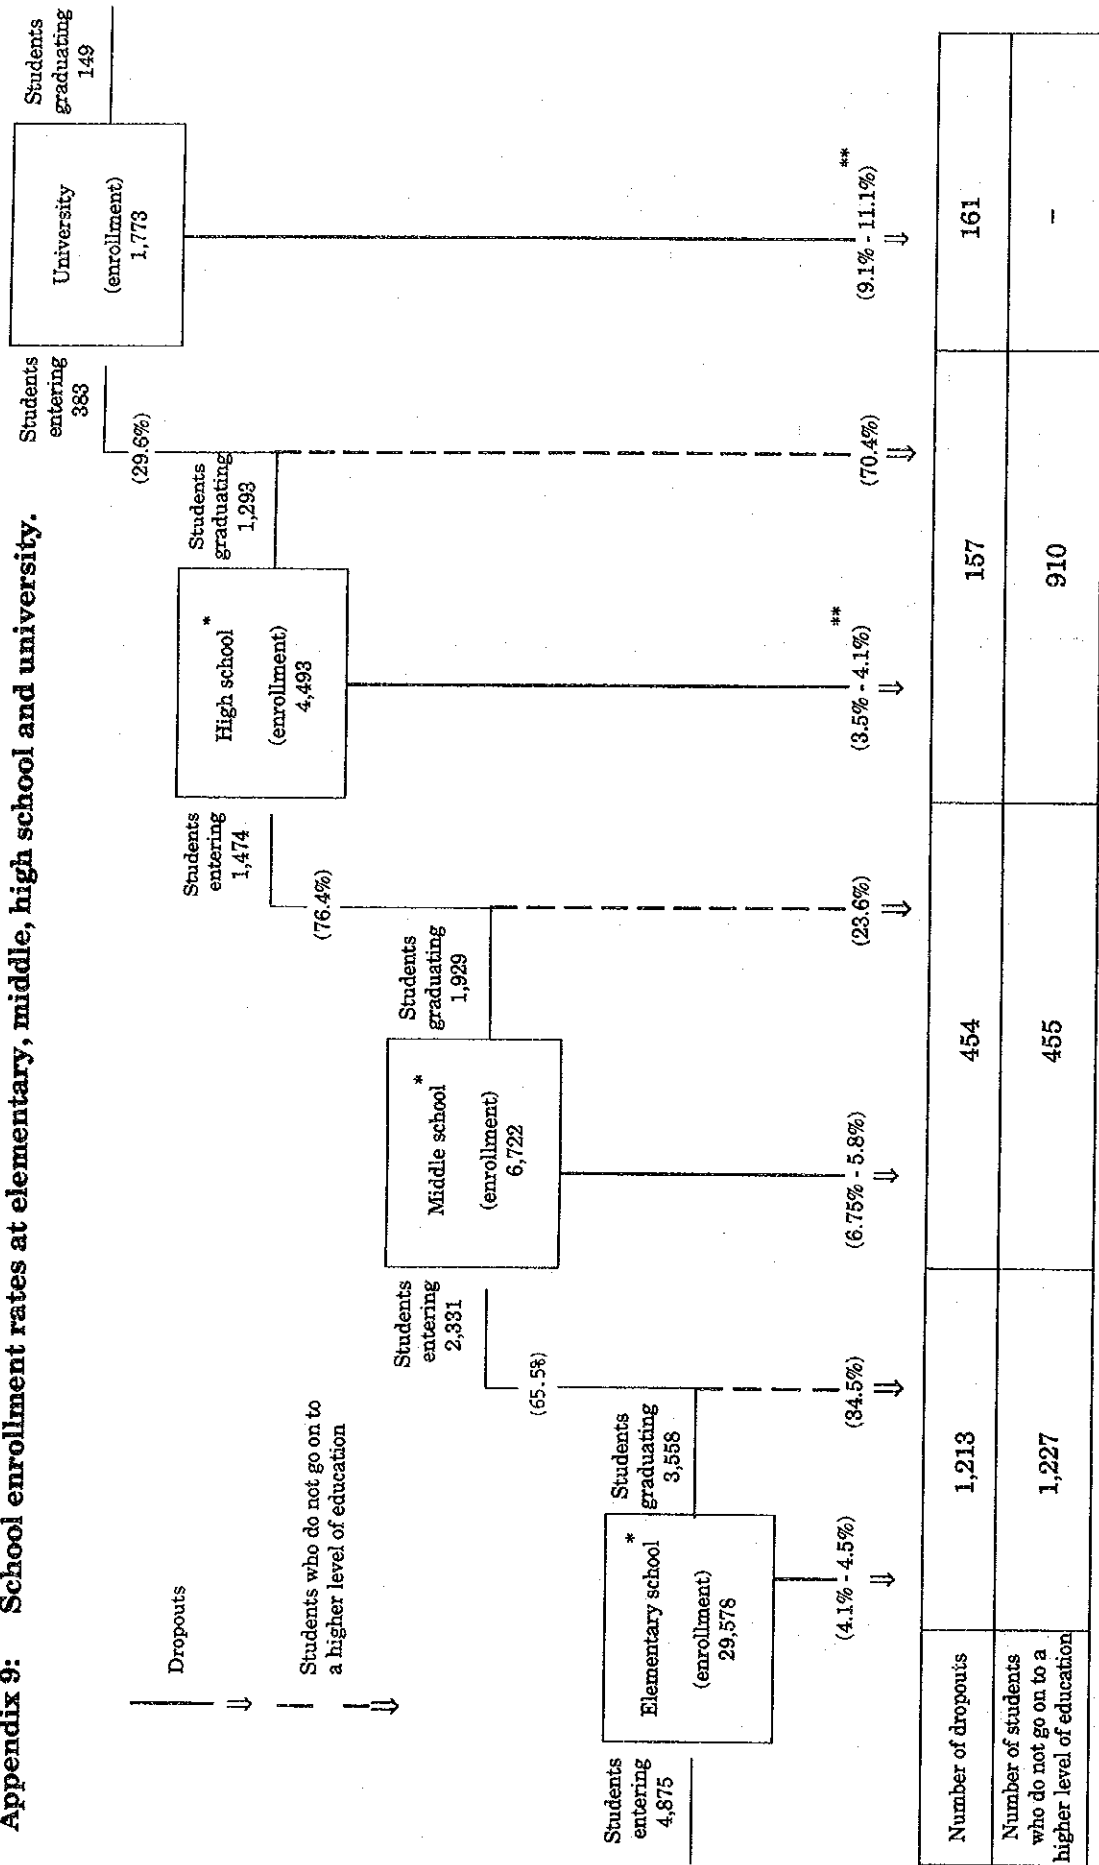 Appendix 9: School enrollment rates at elementary, middle, high school and university.
Dropouts
Students who do not go on to
a higher level of education
Students
entering
4,875
Elementary school *
(enrollment)
29,578
Students
graduating
3,558
(4.1% - 4.5%)
(65.5%)
(34.5%)
Students
entering
2,331
Middle school *
(enrollment)
6,722
Students
graduating
1,929
(6.75% - 5.8%)
(76.4%)
(23.6%)
Students
entering
1,474
High school *
(enrollment)
4,493
Students
graduating
1,293
(3.5% - 4.1%) **
(29.6%)
(70.4%)
Students
entering
383
University
(enrollment)
1,773
Students
graduating
149
(9.1% - 11.1%) **
Number of dropouts 1,213 454 157 161
Number of students
who do not go on to a
higher level of education
1,227 455 910 –